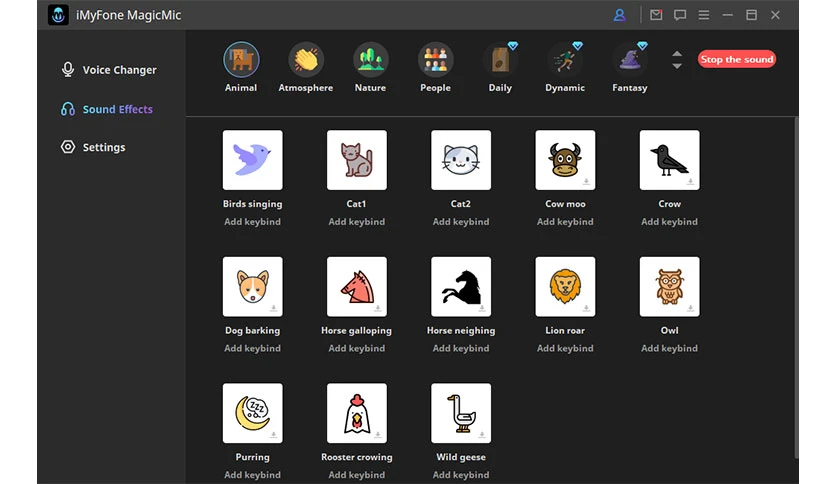 iMyFone MagicMic
Voice Changer
Sound Effects
Settings
Animal Atmosphere Nature People Daily Dynamic Fantasy
Stop the sound
Birds singing Cat1 Cat2 Cow moo Crow
Add keybind Add keybind Add keybind Add keybind Add keybind
Dog barking Horse galloping Horse neighing Lion roar Owl
Add keybind Add keybind Add keybind Add keybind Add keybind
zzz
Purring Rooster crowing Wild geese
Add keybind Add keybind Add keybind